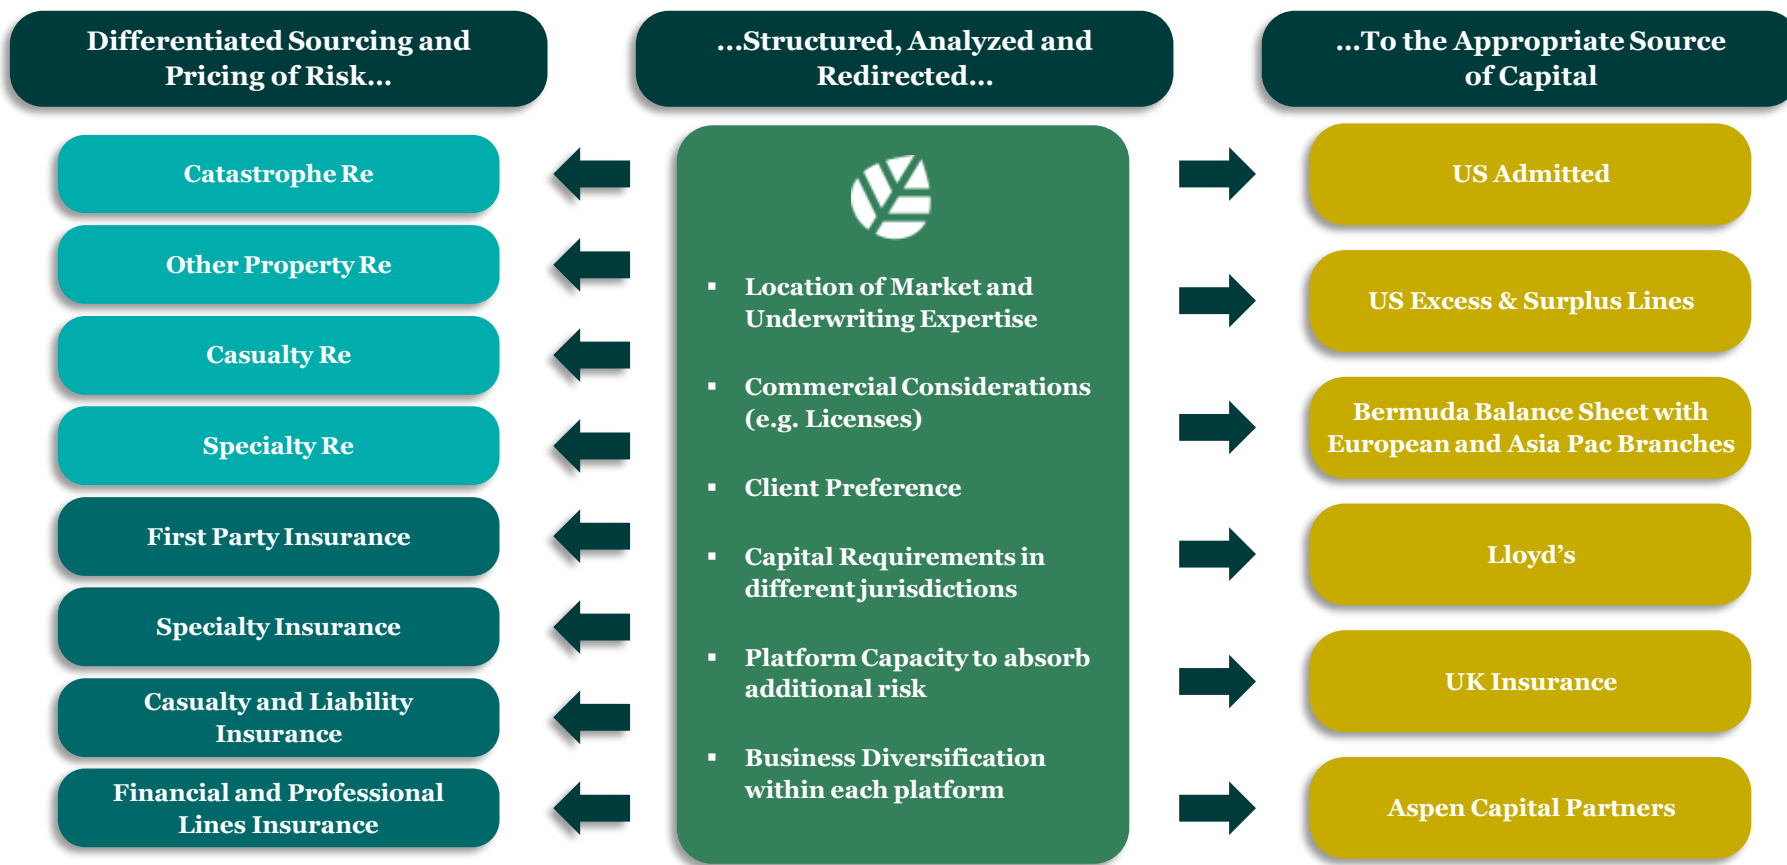 Differentiated Sourcing and
Pricing of Risk...
...Structured, Analyzed and
Redirected...
...To the Appropriate Source
of Capital
Catastrophe Re
Other Property Re
Casualty Re
Specialty Re
First Party Insurance
Specialty Insurance
Casualty and Liability
Insurance
Financial and Professional
Lines Insurance
▪ Location of Market and
Underwriting Expertise
▪ Commercial Considerations
(e.g. Licenses)
▪ Client Preference
▪ Capital Requirements in
different jurisdictions
▪ Platform Capacity to absorb
additional risk
▪ Business Diversification
within each platform
US Admitted
US Excess & Surplus Lines
Bermuda Balance Sheet with
European and Asia Pac Branches
Lloyd’s
UK Insurance
Aspen Capital Partners